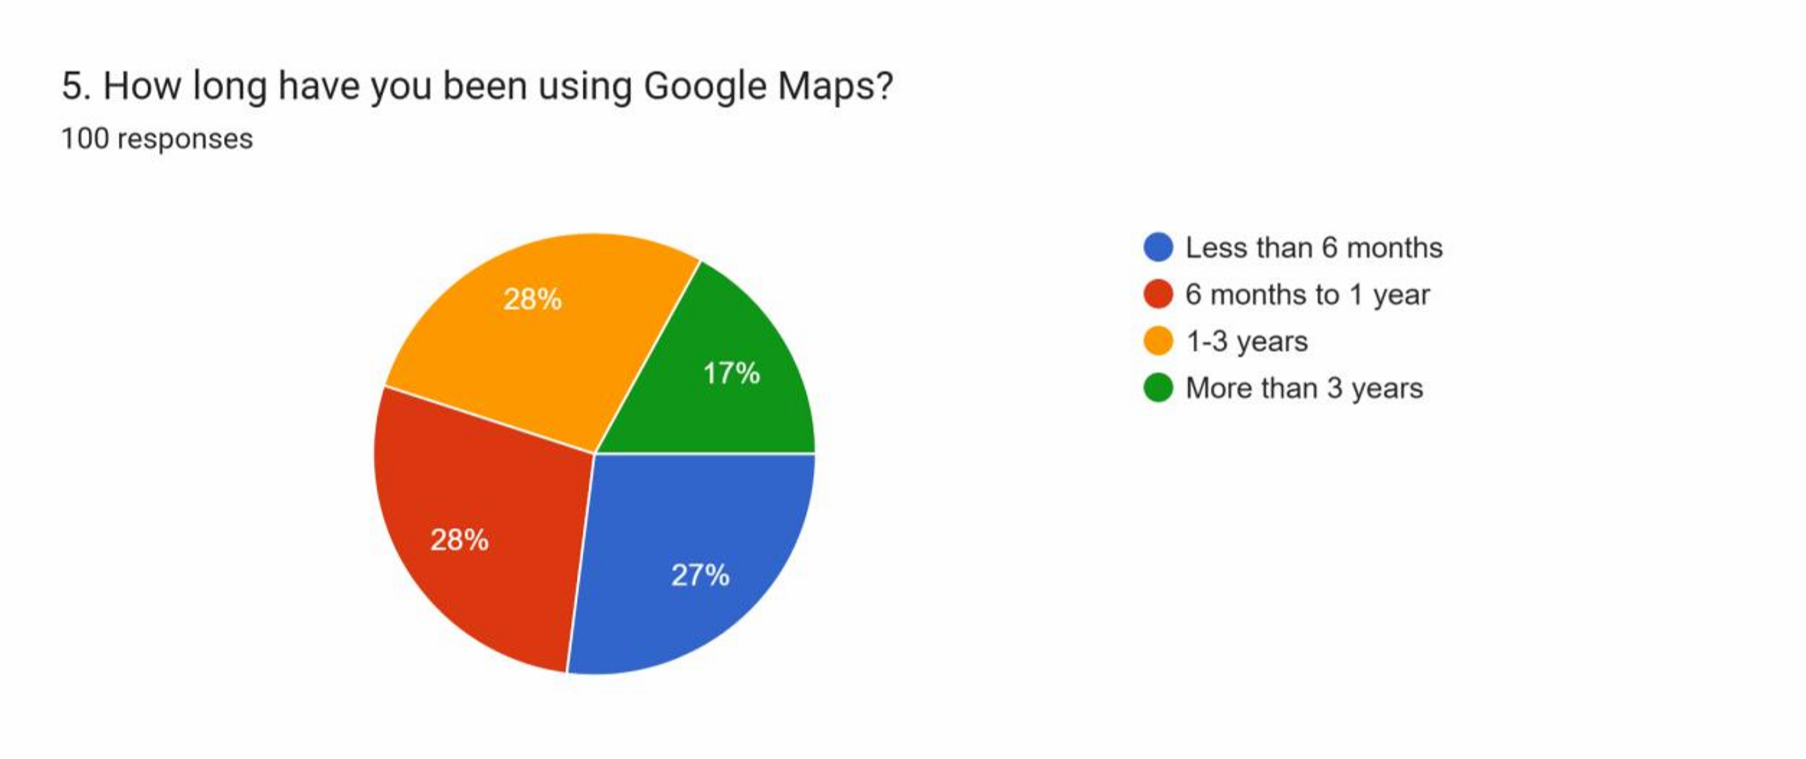 5. How long have you been using Google Maps?
100 responses
28%
17%
28%
27%
Less than 6 months
6 months to 1 year
1-3 years
More than 3 years